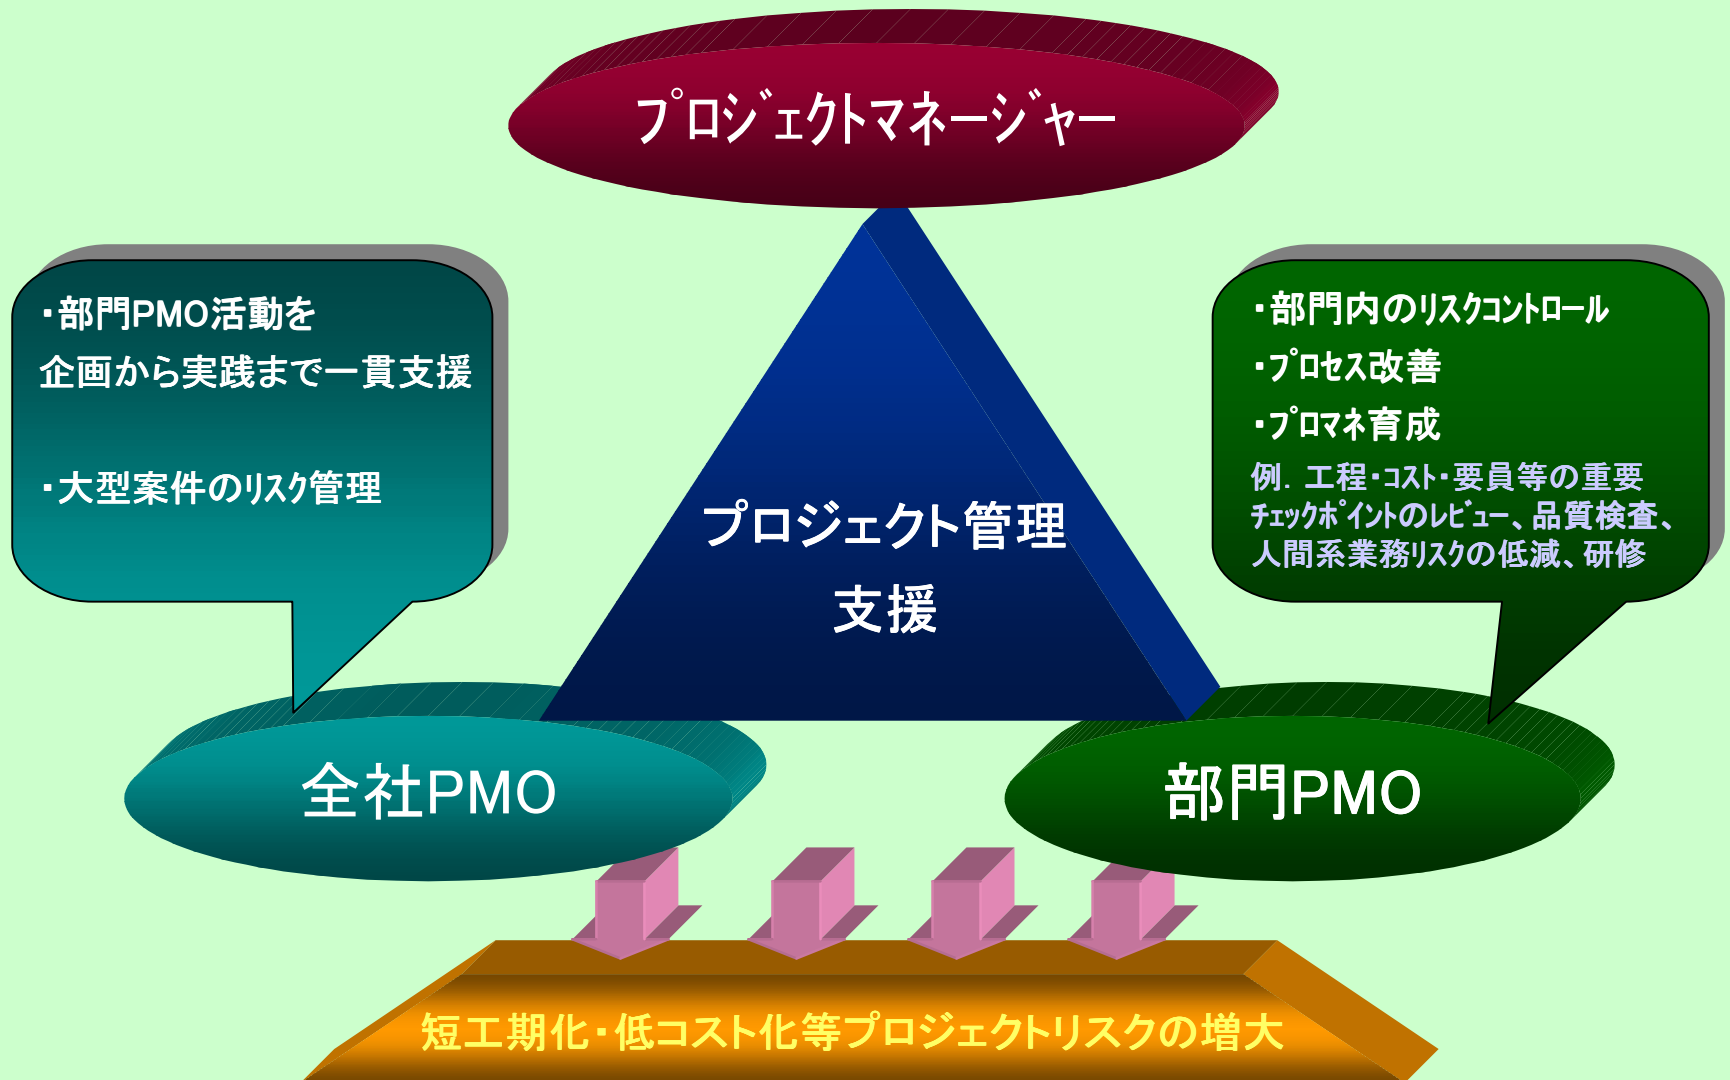 プロジェクトマネージャー
・部門PMO活動を
企画から実践まで一貫支援
・大型案件のﾘｽｸ管理
・部門内のﾘｽｸｺﾝﾄﾛｰﾙ
・ﾌﾟﾛｾｽ改善
・ﾌﾟﾛﾏﾈ育成
例．工程・ｺｽﾄ・要員等の重要
ﾁｪｯｸﾎﾟｲﾝﾄのﾚﾋﾞｭｰ、品質検査、
人間系業務ﾘｽｸの低減、研修
プロジェクト管理
支援
全社PMO
部門PMO
短工期化・低コスト化等プロジェクトリスクの増大